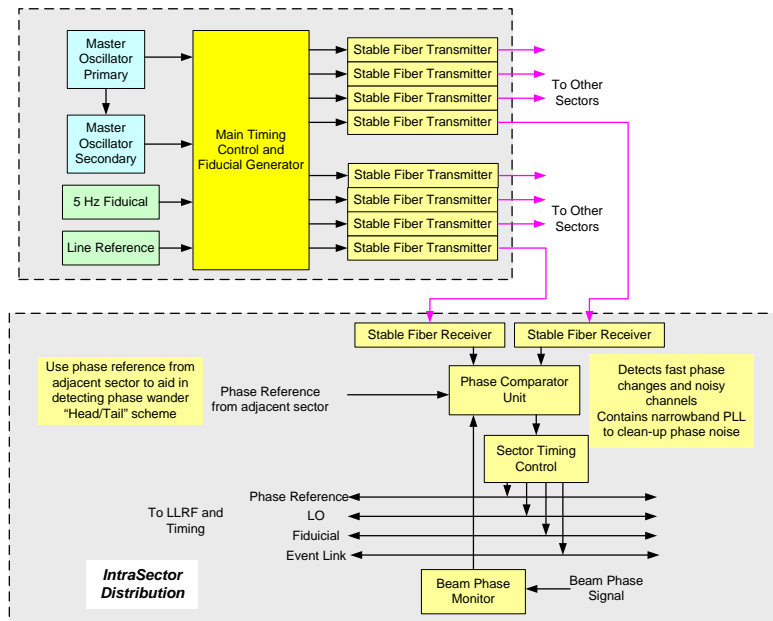 Master
Oscillator
Primary
Master
Oscillator
Secondary
5 Hz Fiduical
Line Reference
Main Timing
Control and
Fiducial Generator
Stable Fiber Transmitter
Stable Fiber Transmitter
Stable Fiber Transmitter
Stable Fiber Transmitter
To Other
Sectors
Stable Fiber Transmitter
Stable Fiber Transmitter
Stable Fiber Transmitter
Stable Fiber Transmitter
To Other
Sectors
Stable Fiber Receiver
Stable Fiber Receiver
Use phase reference from
adjacent sector to aid in
detecting phase wander
“Head/Tail” scheme
Phase Reference
from adjacent sector
Phase Comparator
Unit
Detects fast phase
changes and noisy
channels
Contains narrowband PLL
to clean-up phase noise
Sector Timing
Control
To LLRF and
Timing
Phase Reference
LO
Fiduicial
Event Link
IntraSector
Distribution
Beam Phase
Monitor
Beam Phase
Signal